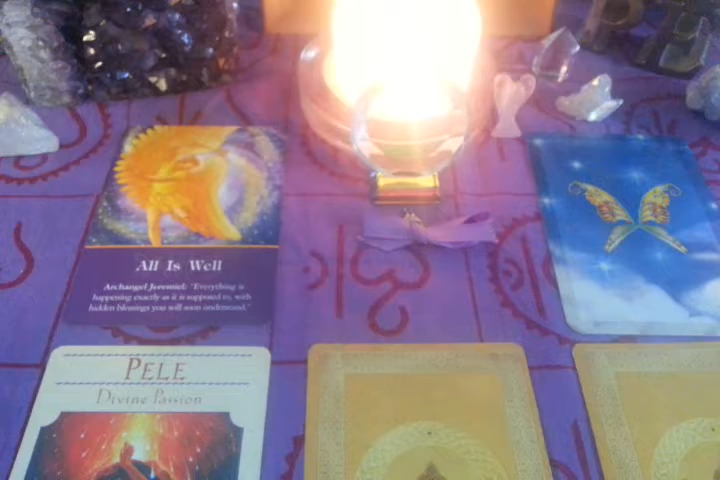 All Is Well
Archangel Jeremiel: "Everything is
happening exactly as it is supposed to, with
hidden blessings you will soon understand."
PELE
Divine Passion